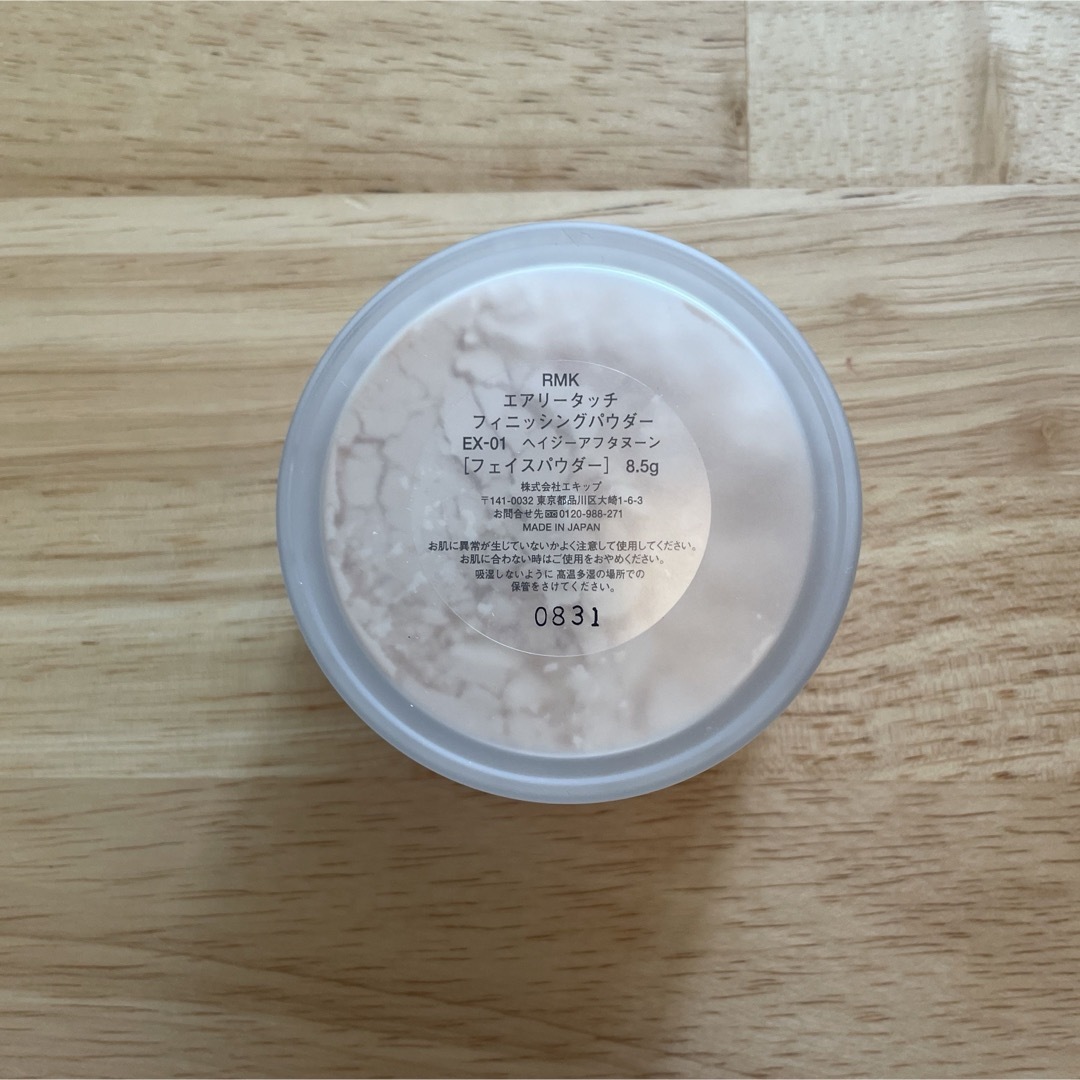 RMK
エアリータッチ
フィニッシングパウダー
EX-01 ヘイジーアフタヌーン
[フェイスパウダー] 8.5g
株式会社エキップ
〒141-0032 東京都品川区大崎1-6-3
お問合せ先 0120-988-271
MADE IN JAPAN
お肌に異常が生じていないかよく注意して使用してください。
お肌に合わない時はご使用をおやめください。
吸湿しないように 高温多湿の場所での
保管をさけてください。
0831